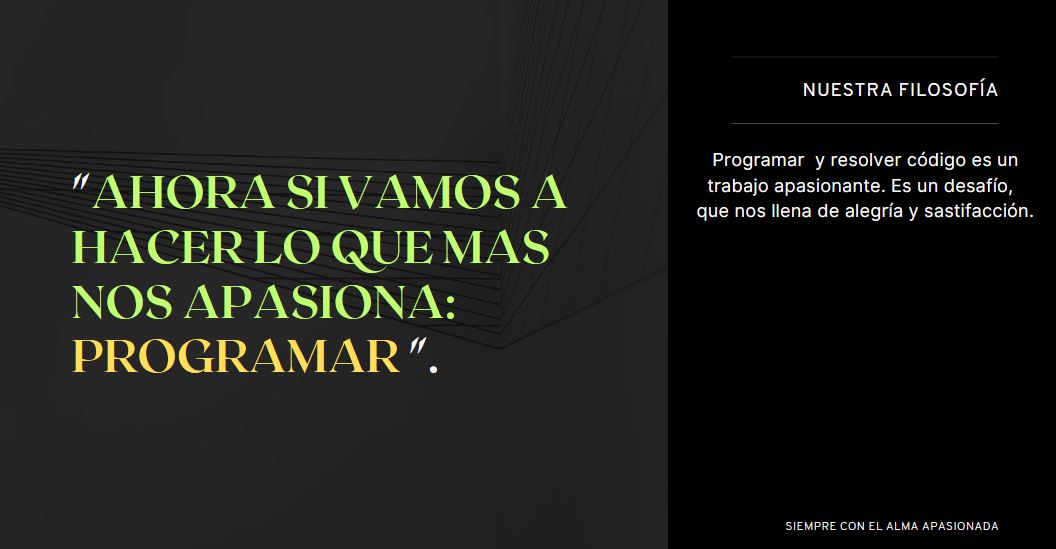 "AHORA SI VAMOS A
HACER LO QUE MAS
NOS APASIONA:
PROGRAMAR".
NUESTRA FILOSOFÍA
Programar y resolver código es un
trabajo apasionante. Es un desafío,
que nos llena de alegría y sastifacción.
SIEMPRE CON EL ALMA APASIONADA